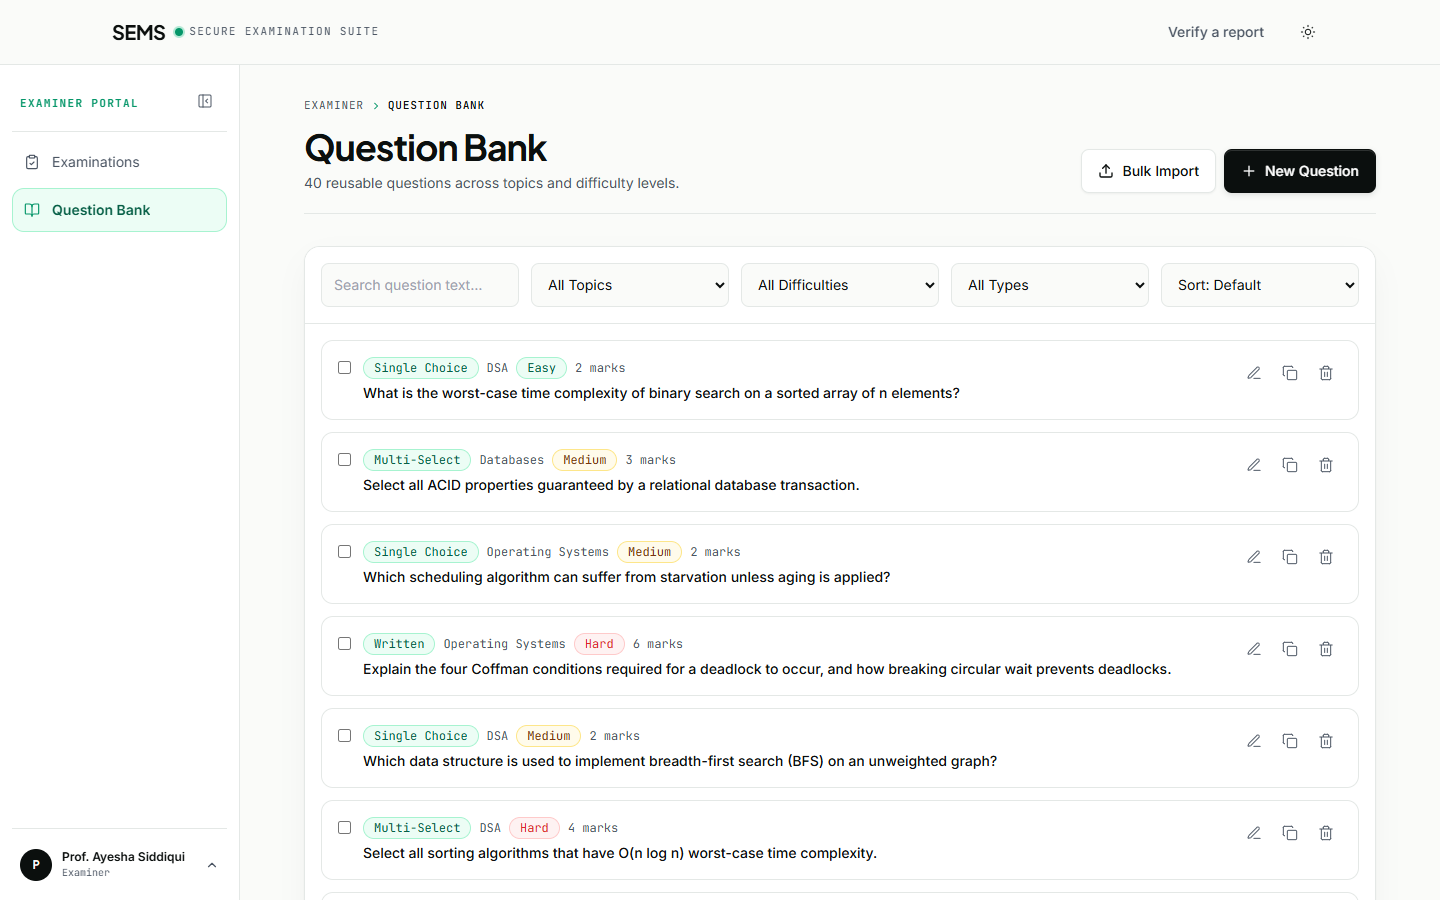 SEMS SECURE EXAMINATION SUITE
Verify a report
EXAMINER PORTAL
Examinations
Question Bank
P
Prof. Ayesha Siddiqui
Examiner
EXAMINER > QUESTION BANK
Question Bank
40 reusable questions across topics and difficulty levels.
Bulk Import
+ New Question
Search question text...
All Topics
All Difficulties
All Types
Sort: Default
Single Choice DSA Easy 2 marks
What is the worst-case time complexity of binary search on a sorted array of n elements?
Multi-Select Databases Medium 3 marks
Select all ACID properties guaranteed by a relational database transaction.
Single Choice Operating Systems Medium 2 marks
Which scheduling algorithm can suffer from starvation unless aging is applied?
Written Operating Systems Hard 6 marks
Explain the four Coffman conditions required for a deadlock to occur, and how breaking circular wait prevents deadlocks.
Single Choice DSA Medium 2 marks
Which data structure is used to implement breadth-first search (BFS) on an unweighted graph?
Multi-Select DSA Hard 4 marks
Select all sorting algorithms that have O(n log n) worst-case time complexity.